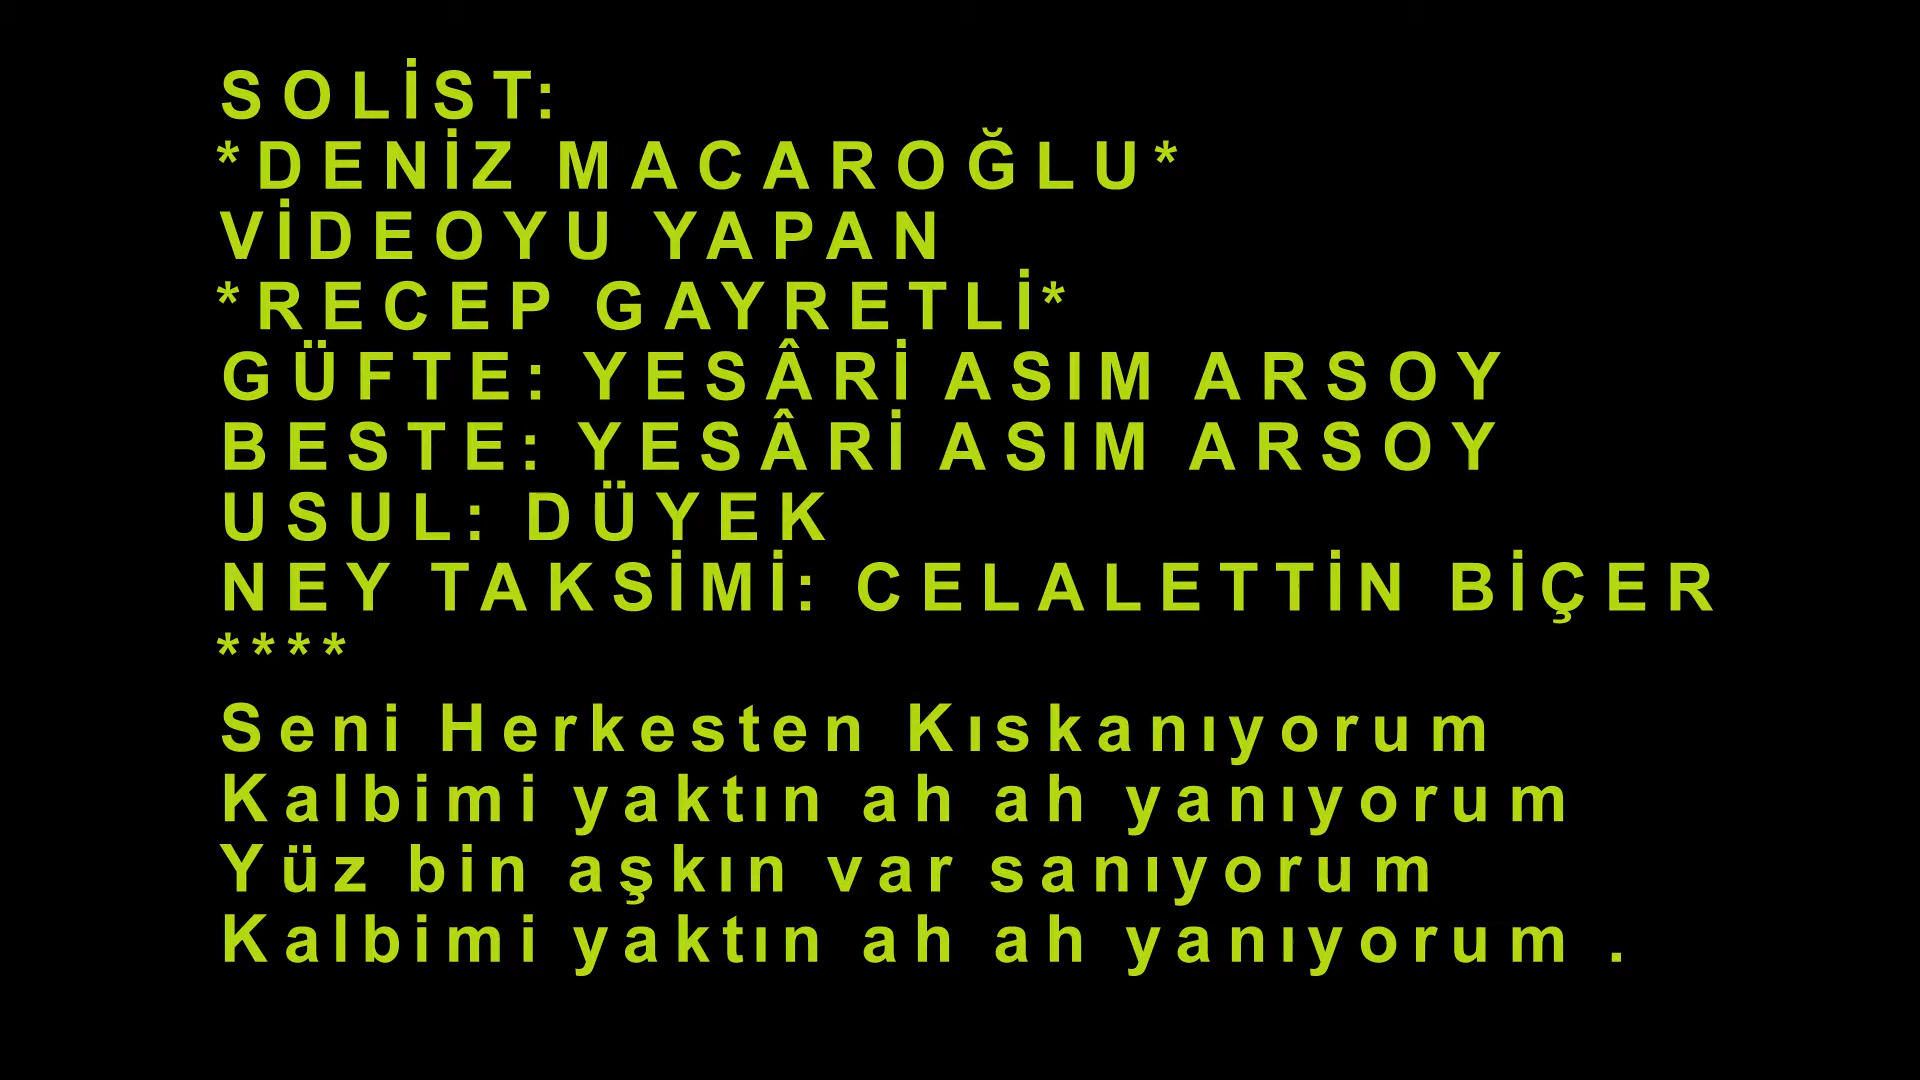 SOLİST:
*DENİZ MACAROĞLU*
VİDEOYU YAPAN
*RECEP GAYRETLİ*
GÜFTE: YESÂRİ ASIM ARSOY
BESTE: YESÂRİ ASIM ARSOY
USUL: DÜYEK
NEY TAKSİMİ: CELALETTİN BİÇER
****
Seni Herkesten Kıskanıyorum
Kalbimi yaktın ah ah yanıyorum
Yüz bin aşkın var sanıyorum
Kalbimi yaktın ah ah yanıyorum .